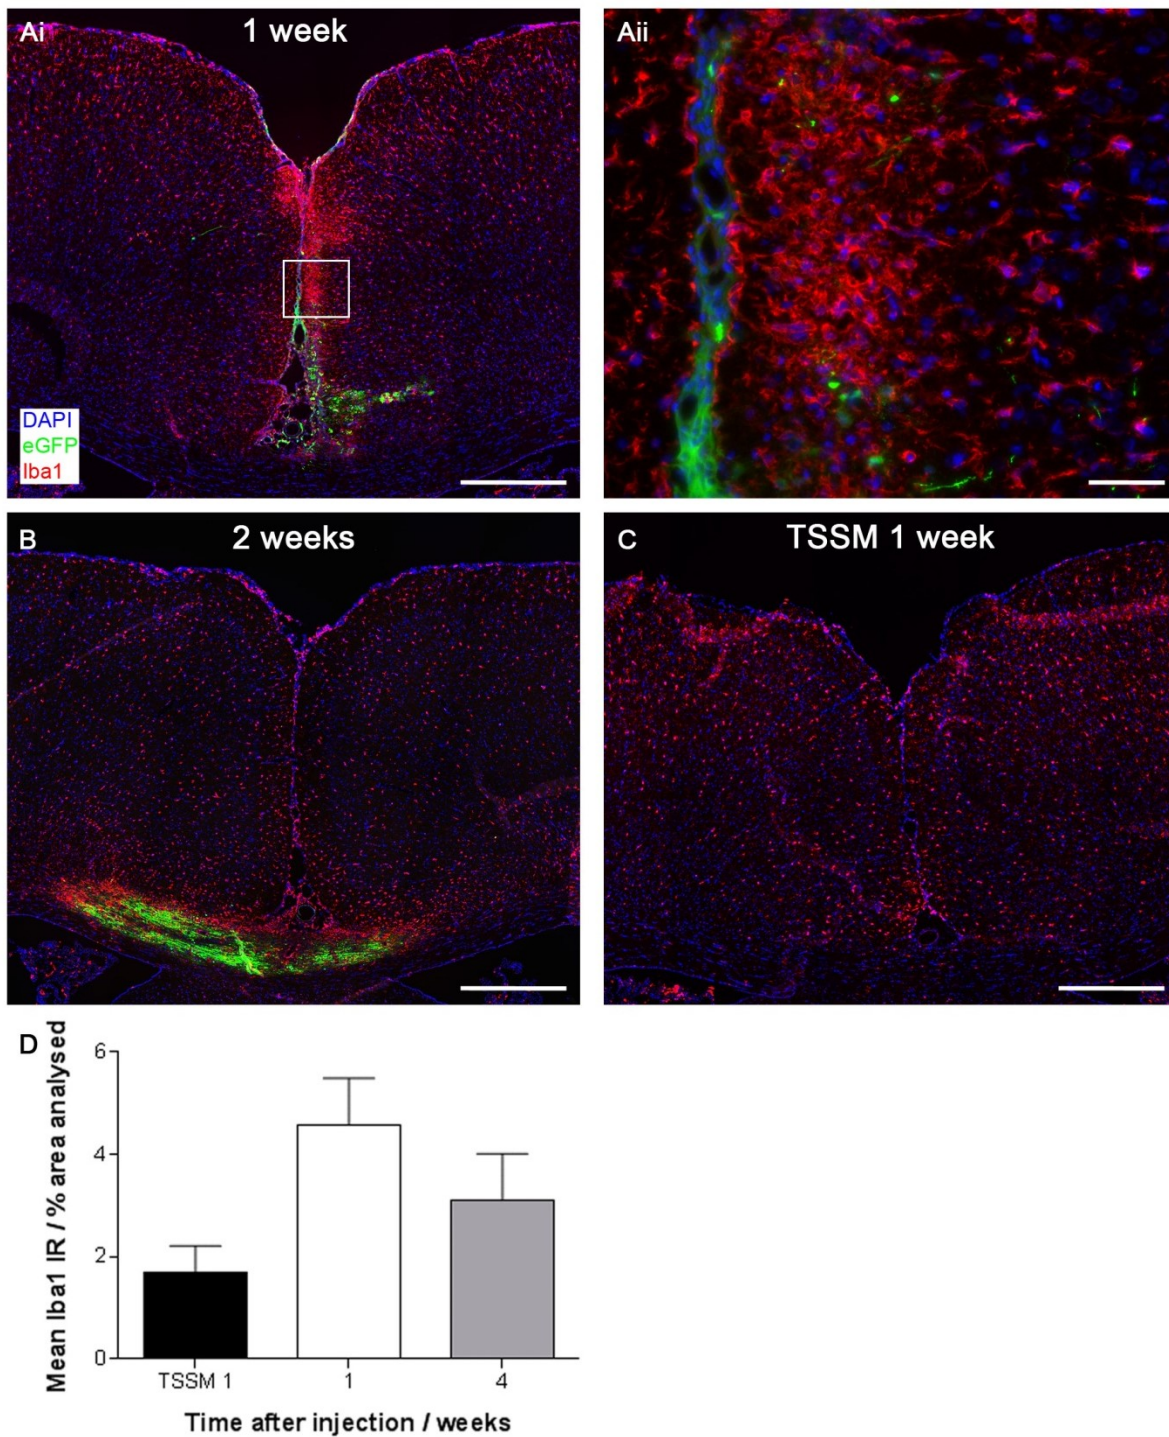 Ai
1 week
Aii
DAPI
eGFP
Iba1
B
2 weeks
C
TSSM 1 week
D
Mean Iba1 IR / % area analysed
6
4
2
0
TSSM 1
1
4
Time after injection / weeks